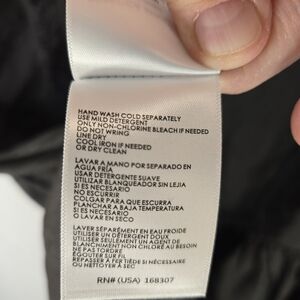 HAND WASH COLD SEPARATELY
USE MILD DETERGENT
ONLY NON-CHLORINE BLEACH IF NEEDED
DO NOT WRING
LINE DRY
COOL IRON IF NEEDED
OR DRY CLEAN
LAVAR A MANO POR SEPARADO EN
AGUA FRÍA
USAR DETERGENTE SUAVE
UTILIZAR BLANQUEADOR SIN LEJIA
SI ES NECESARIO
NO ESCURRIR
COLGAR PARA QUE ESCURRA
PLANCHAR A BAJA TEMPERATURA
SI ES NECESARIO
O LAVAR EN SECO
LAVER SÉPARÉMENT EN EAU FROIDE
UTILISER UN DÉTERGENT DOUX
UTILISER SEULEMENT UN AGENT DE
BLANCHIMENT NON CHLORÉ AU BESOIN
NE PAS TORDRE
ÉGOUTTER SUR FIL
REPASSER À FER TIÈDE SI NÉCESSAIRE
OU NETTOYER À SEC
RN# (USA) 168307